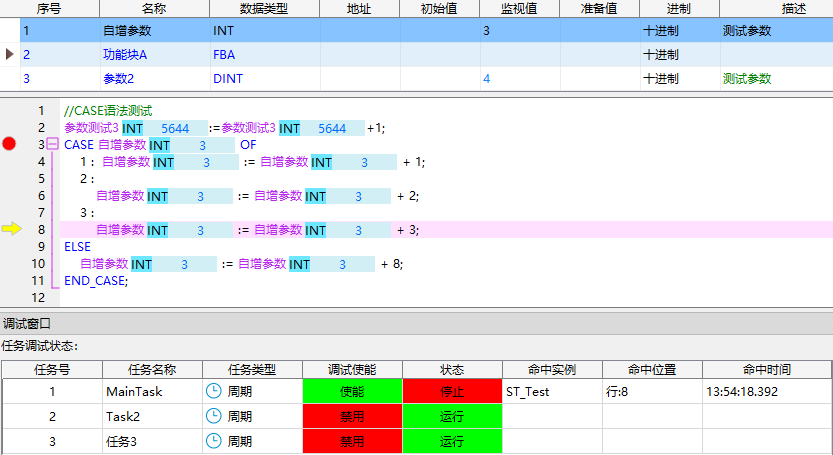 序号 名称 数据类型 地址 初始值 监视值 准备值 进制 描述
1 自增参数 INT 3 十进制 测试参数
2 功能块A FBA 十进制
3 参数2 DINT 4 十进制 测试参数
1 //CASE语法测试
2 参数测试3 INT 5644 :=参数测试3 INT 5644 +1;
3 CASE 自增参数 INT 3 OF
4 1 : 自增参数 INT 3 := 自增参数 INT 3 + 1;
5 2 :
6 自增参数 INT 3 := 自增参数 INT 3 + 2;
7 3 :
8 自增参数 INT 3 := 自增参数 INT 3 + 3;
9 ELSE
10 自增参数 INT 3 := 自增参数 INT 3 + 8;
11 END_CASE;
12
调试窗口
任务调试状态:
任务号 任务名称 任务类型 调试使能 状态 命中实例 命中位置 命中时间
1 MainTask 周期 使能 停止 ST_Test 行:8 13:54:18.392
2 Task2 周期 禁用 运行
3 任务3 周期 禁用 运行